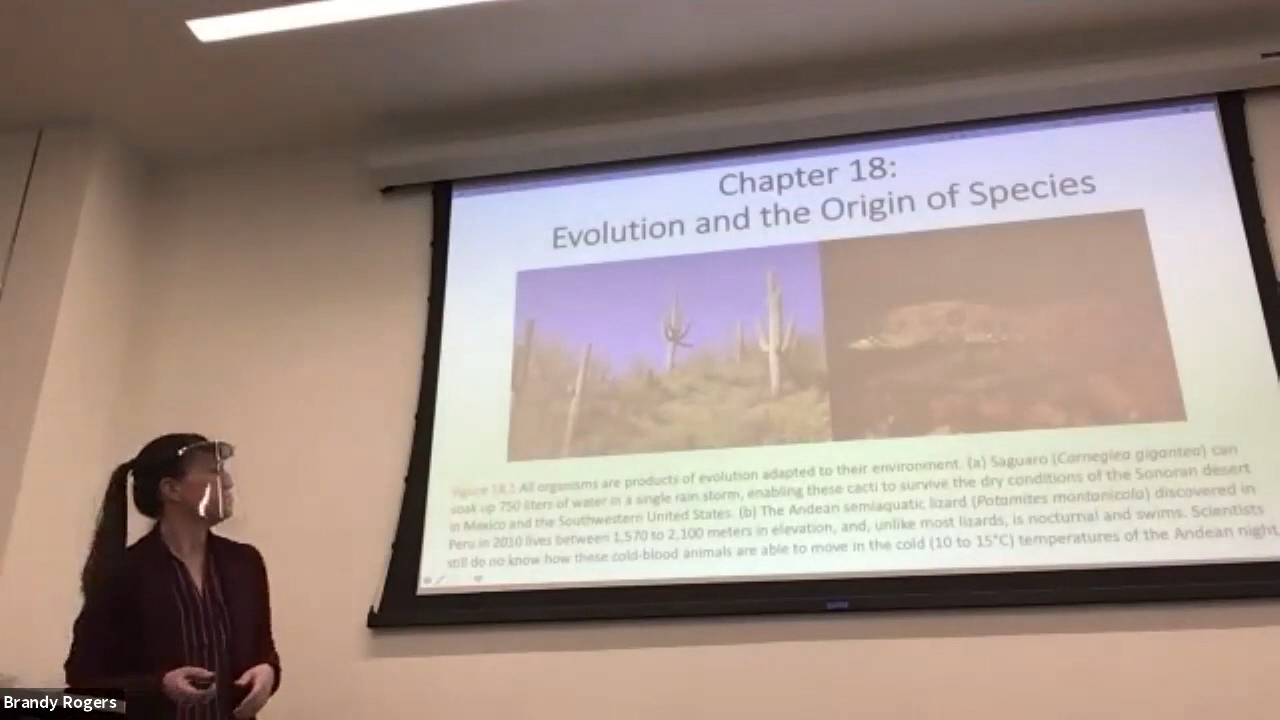 Chapter 18:
Evolution and the Origin of Species
Figure 18.1 All organisms are products of evolution adapted to their environment. (a) Saguaro (Carnegiea gigantea) can
soak up 750 liters of water in a single rain storm, enabling these cacti to survive the dry conditions of the Sonoran desert
in Mexico and the Southwestern United States. (b) The Andean semiaquatic lizard (Potamites montanicola) discovered in
Peru in 2010 lives between 1,570 to 2,100 meters in elevation, and, unlike most lizards, is nocturnal and swims. Scientists
still do no know how these cold-blood animals are able to move in the cold (10 to 15°C) temperatures of the Andean night
Brandy Rogers